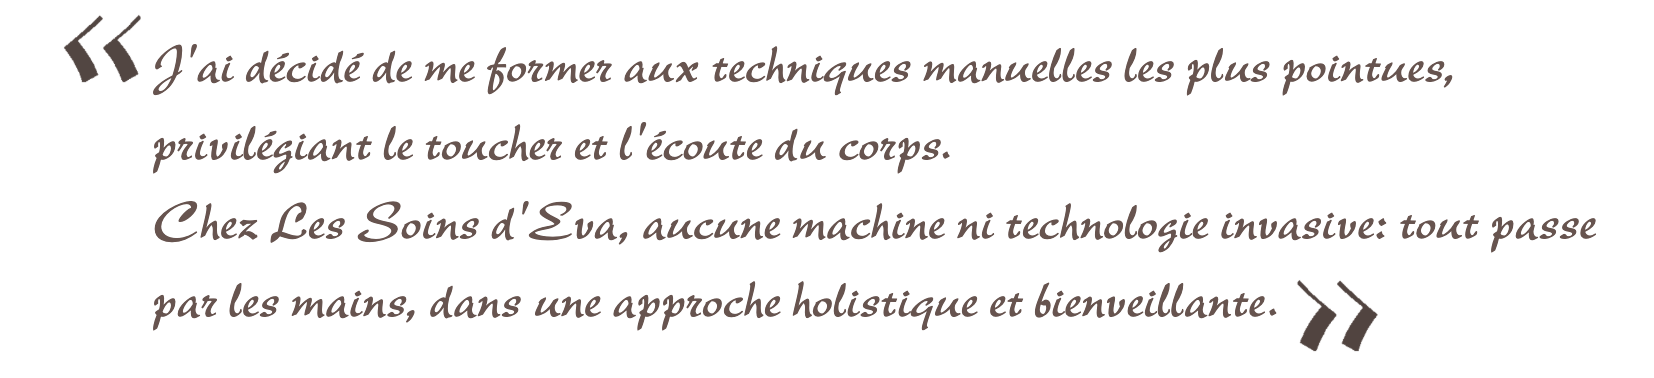 « J'ai décidé de me former aux techniques manuelles les plus pointues,
privilégiant le toucher et l'écoute du corps.
Chez Les Soins d'Eva, aucune machine ni technologie invasive: tout passe
par les mains, dans une approche holistique et bienveillante. »